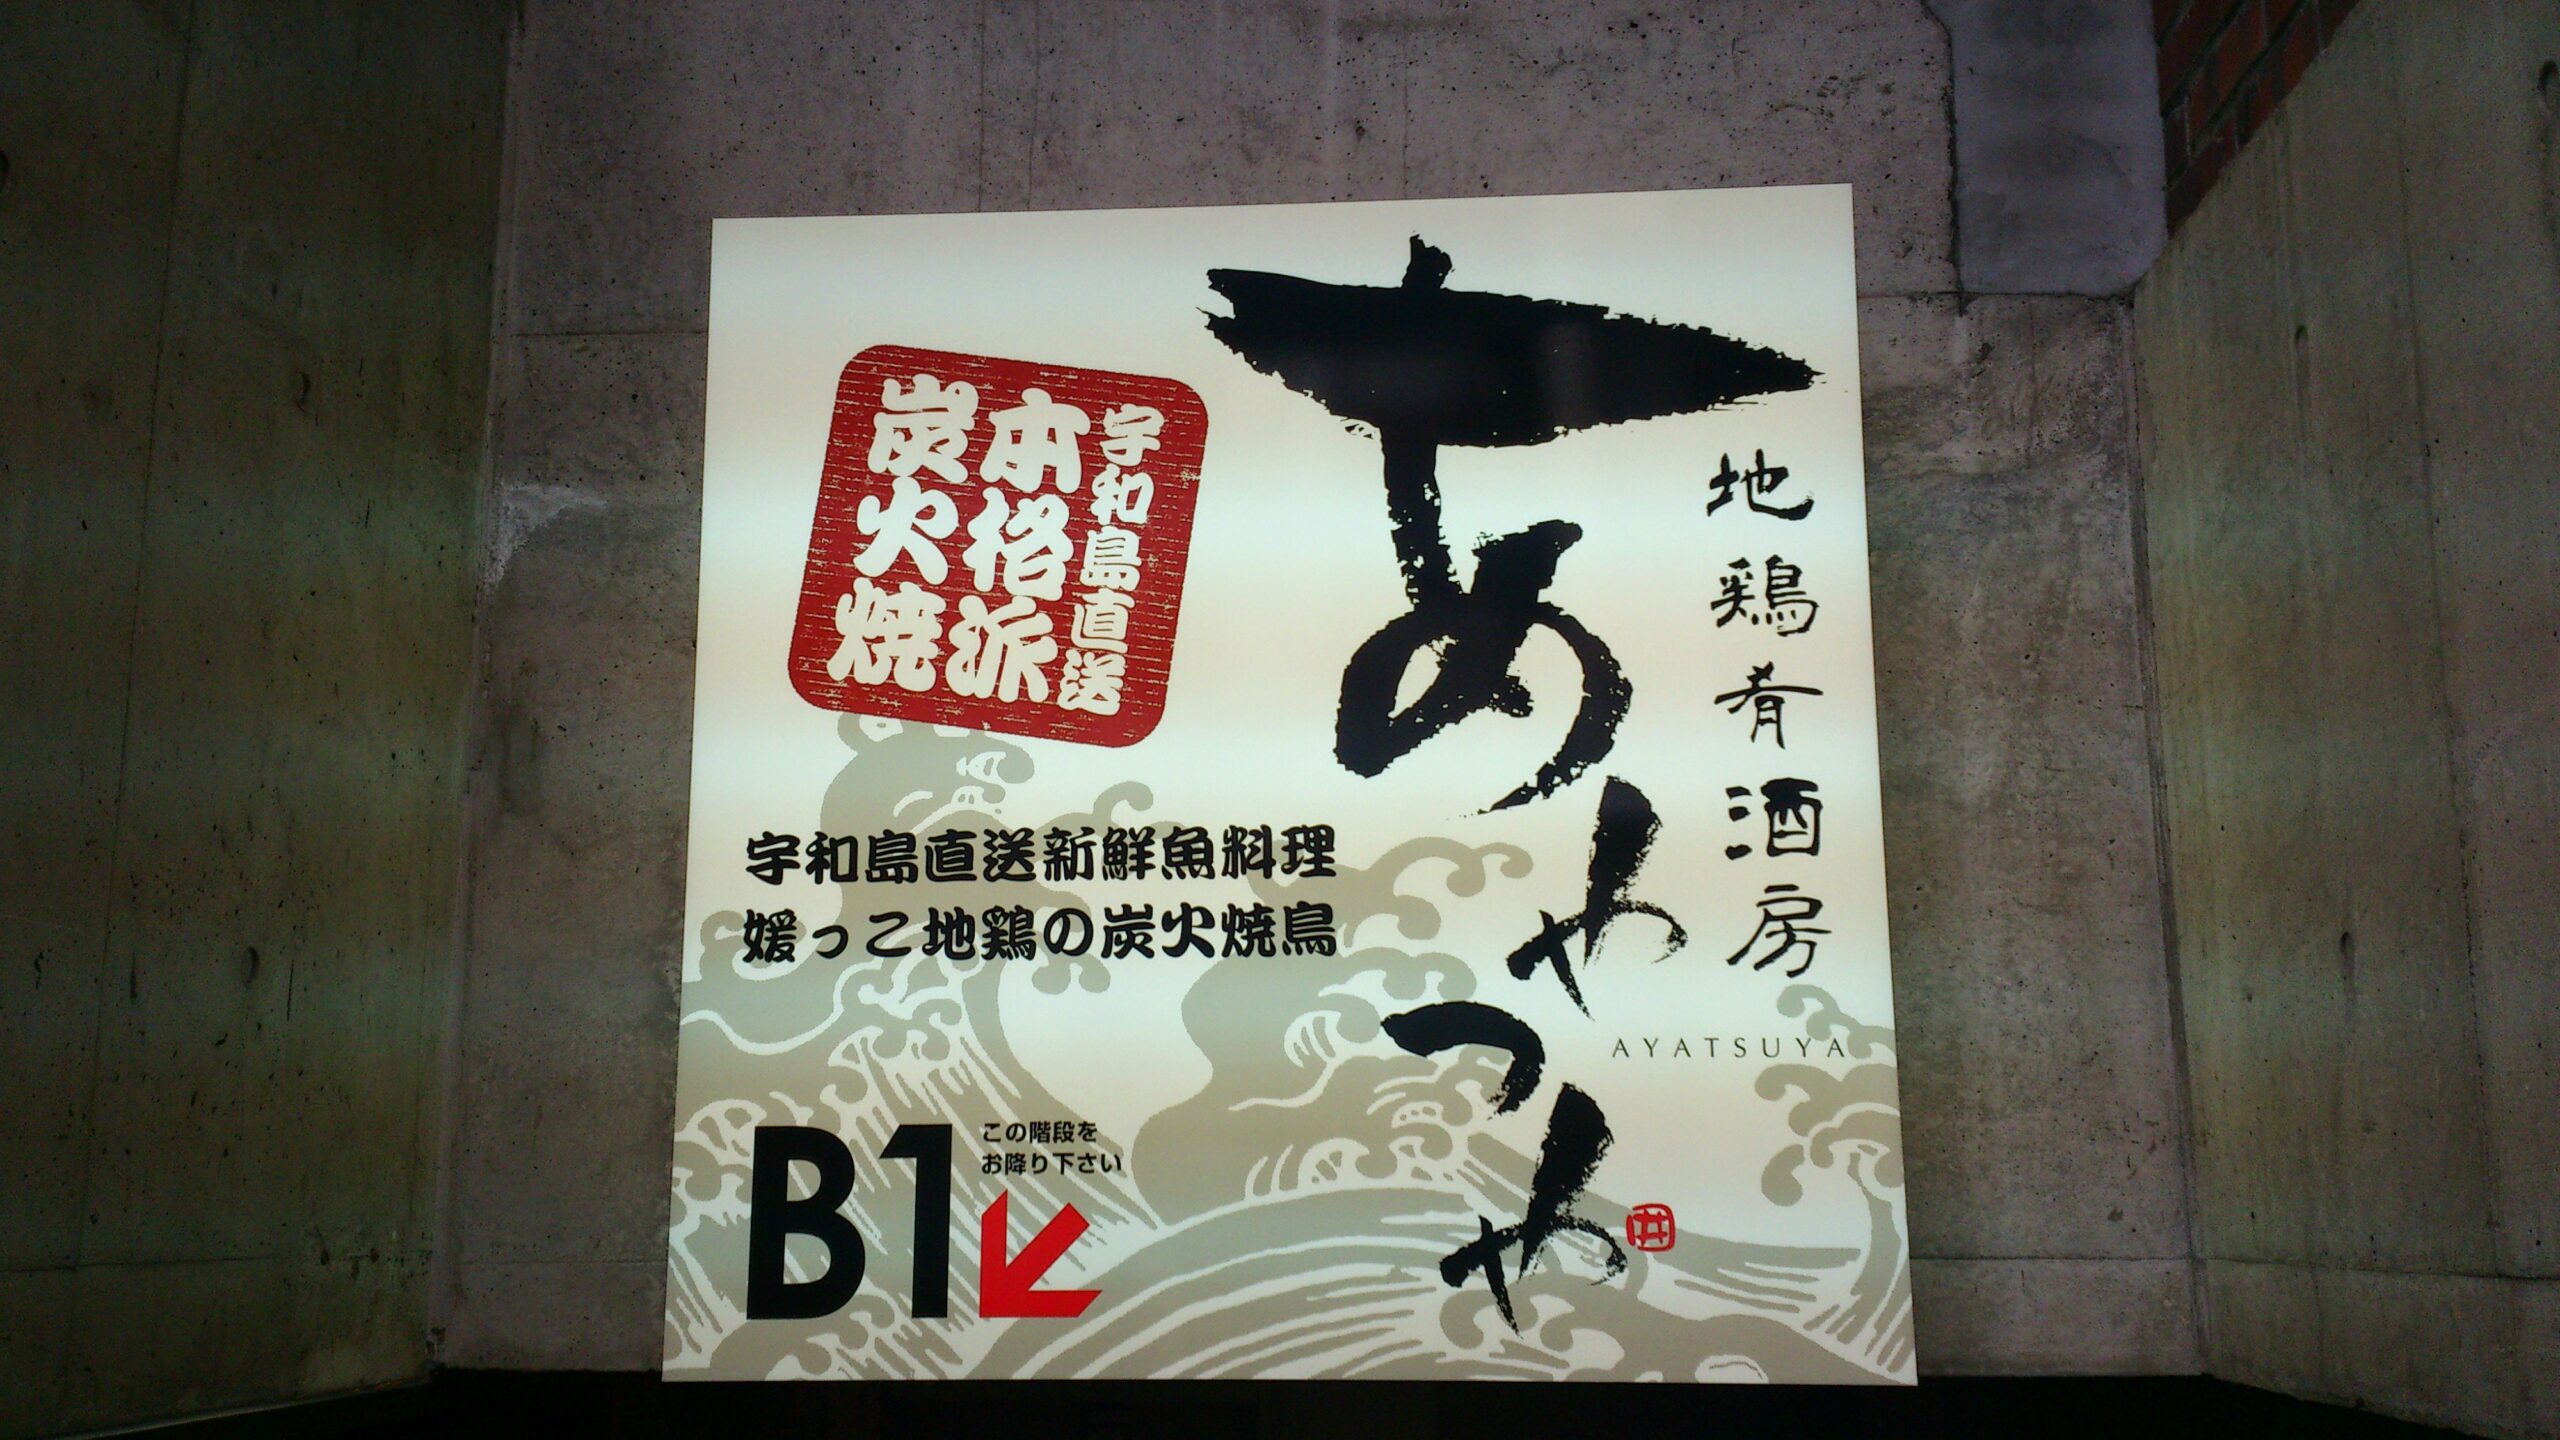 地鶏肴酒房
あやつや
AYATSUYA
井
宇和島直送
本格派
炭火焼
宇和島直送新鮮魚料理
媛っこ地鶏の炭火焼鳥
B1
この階段を
お降り下さい